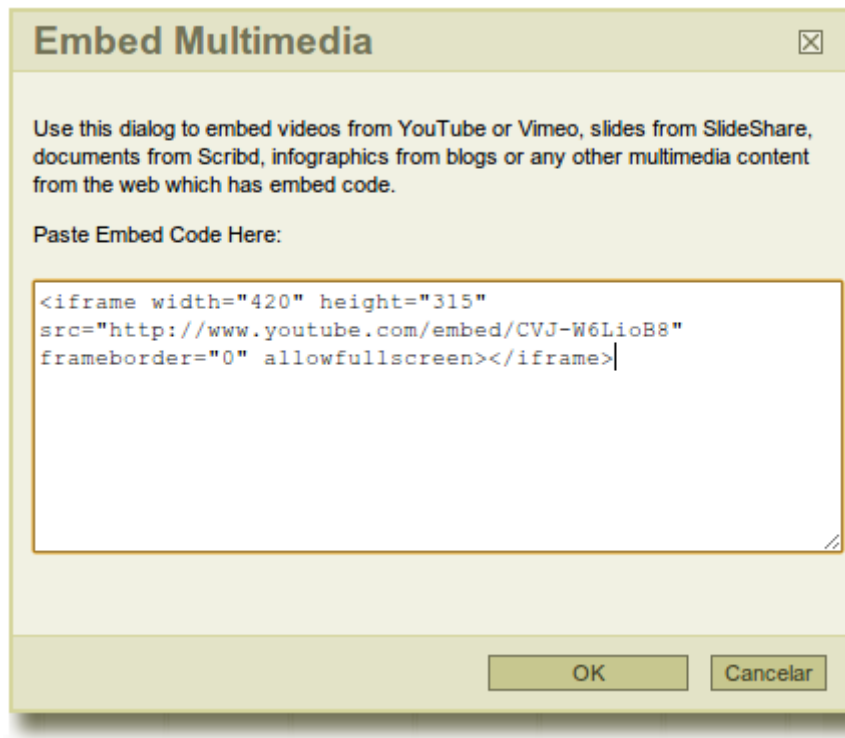 Embed Multimedia
Use this dialog to embed videos from YouTube or Vimeo, slides from SlideShare,
documents from Scribd, infographics from blogs or any other multimedia content
from the web which has embed code.
Paste Embed Code Here:
<iframe width="420" height="315"
src="http://www.youtube.com/embed/CVJ-W6LioB8"
frameborder="0" allowfullscreen></iframe>
OK
Cancelar